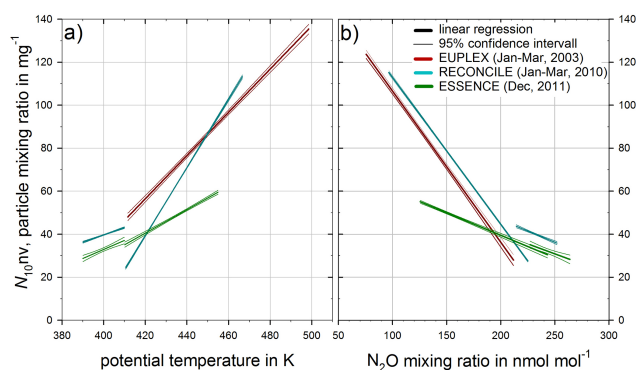 a)
b)
linear regression
95% confidence intervall
EUPLEX (Jan-Mar, 2003)
RECONCILE (Jan-Mar, 2010)
ESSENCE (Dec, 2011)
N10nv, particle mixing ratio in mg-1
140
120
100
80
60
40
20
0
140
120
100
80
60
40
20
0
380 400 420 440 460 480 500
50 100 150 200 250 300
potential temperature in K
N2O mixing ratio in nmol mol-1